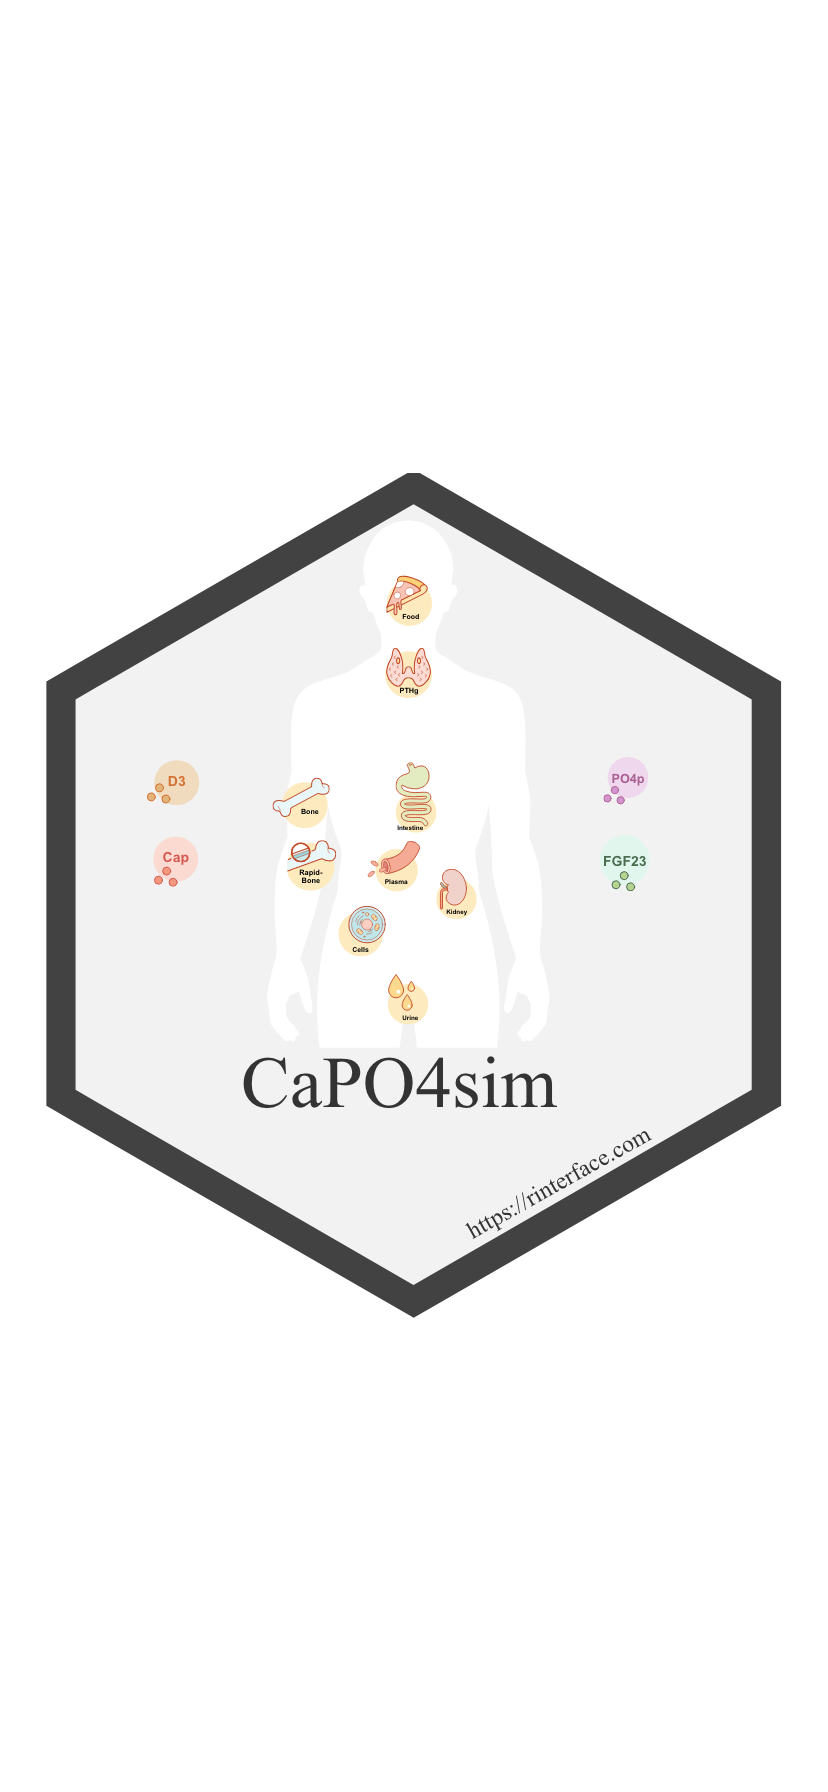 Food
PTHg
D3
PO4p
Bone
Intestine
Cap
FGF23
Rapid-
Bone
Plasma
Kidney
Cells
Urine
CaPO4sim
https://rinterface.com